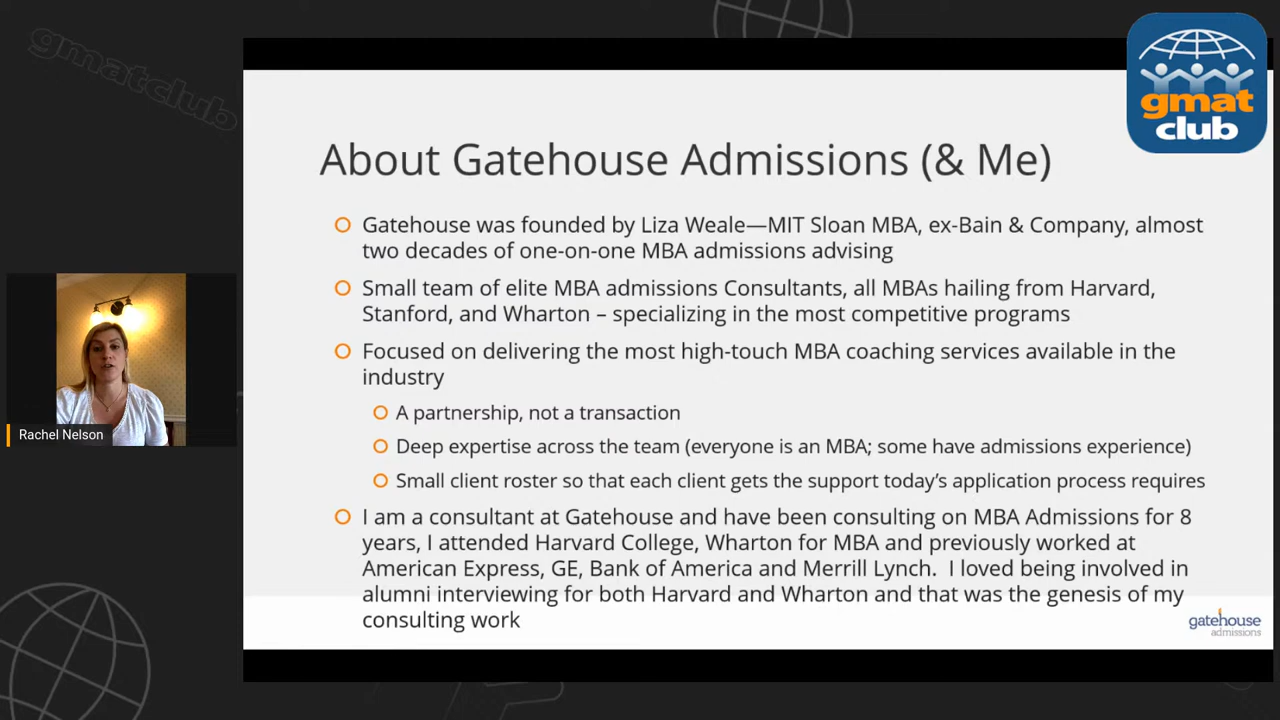 gmatclub
gmat
club
About Gatehouse Admissions (& Me)
Gatehouse was founded by Liza Weale—MIT Sloan MBA, ex-Bain & Company, almost
two decades of one-on-one MBA admissions advising
Small team of elite MBA admissions Consultants, all MBAs hailing from Harvard,
Stanford, and Wharton – specializing in the most competitive programs
Focused on delivering the most high-touch MBA coaching services available in the
industry
A partnership, not a transaction
Deep expertise across the team (everyone is an MBA; some have admissions experience)
Small client roster so that each client gets the support today’s application process requires
I am a consultant at Gatehouse and have been consulting on MBA Admissions for 8
years, I attended Harvard College, Wharton for MBA and previously worked at
American Express, GE, Bank of America and Merrill Lynch.  I loved being involved in
alumni interviewing for both Harvard and Wharton and that was the genesis of my
consulting work
Rachel Nelson
gatehouse
admissions